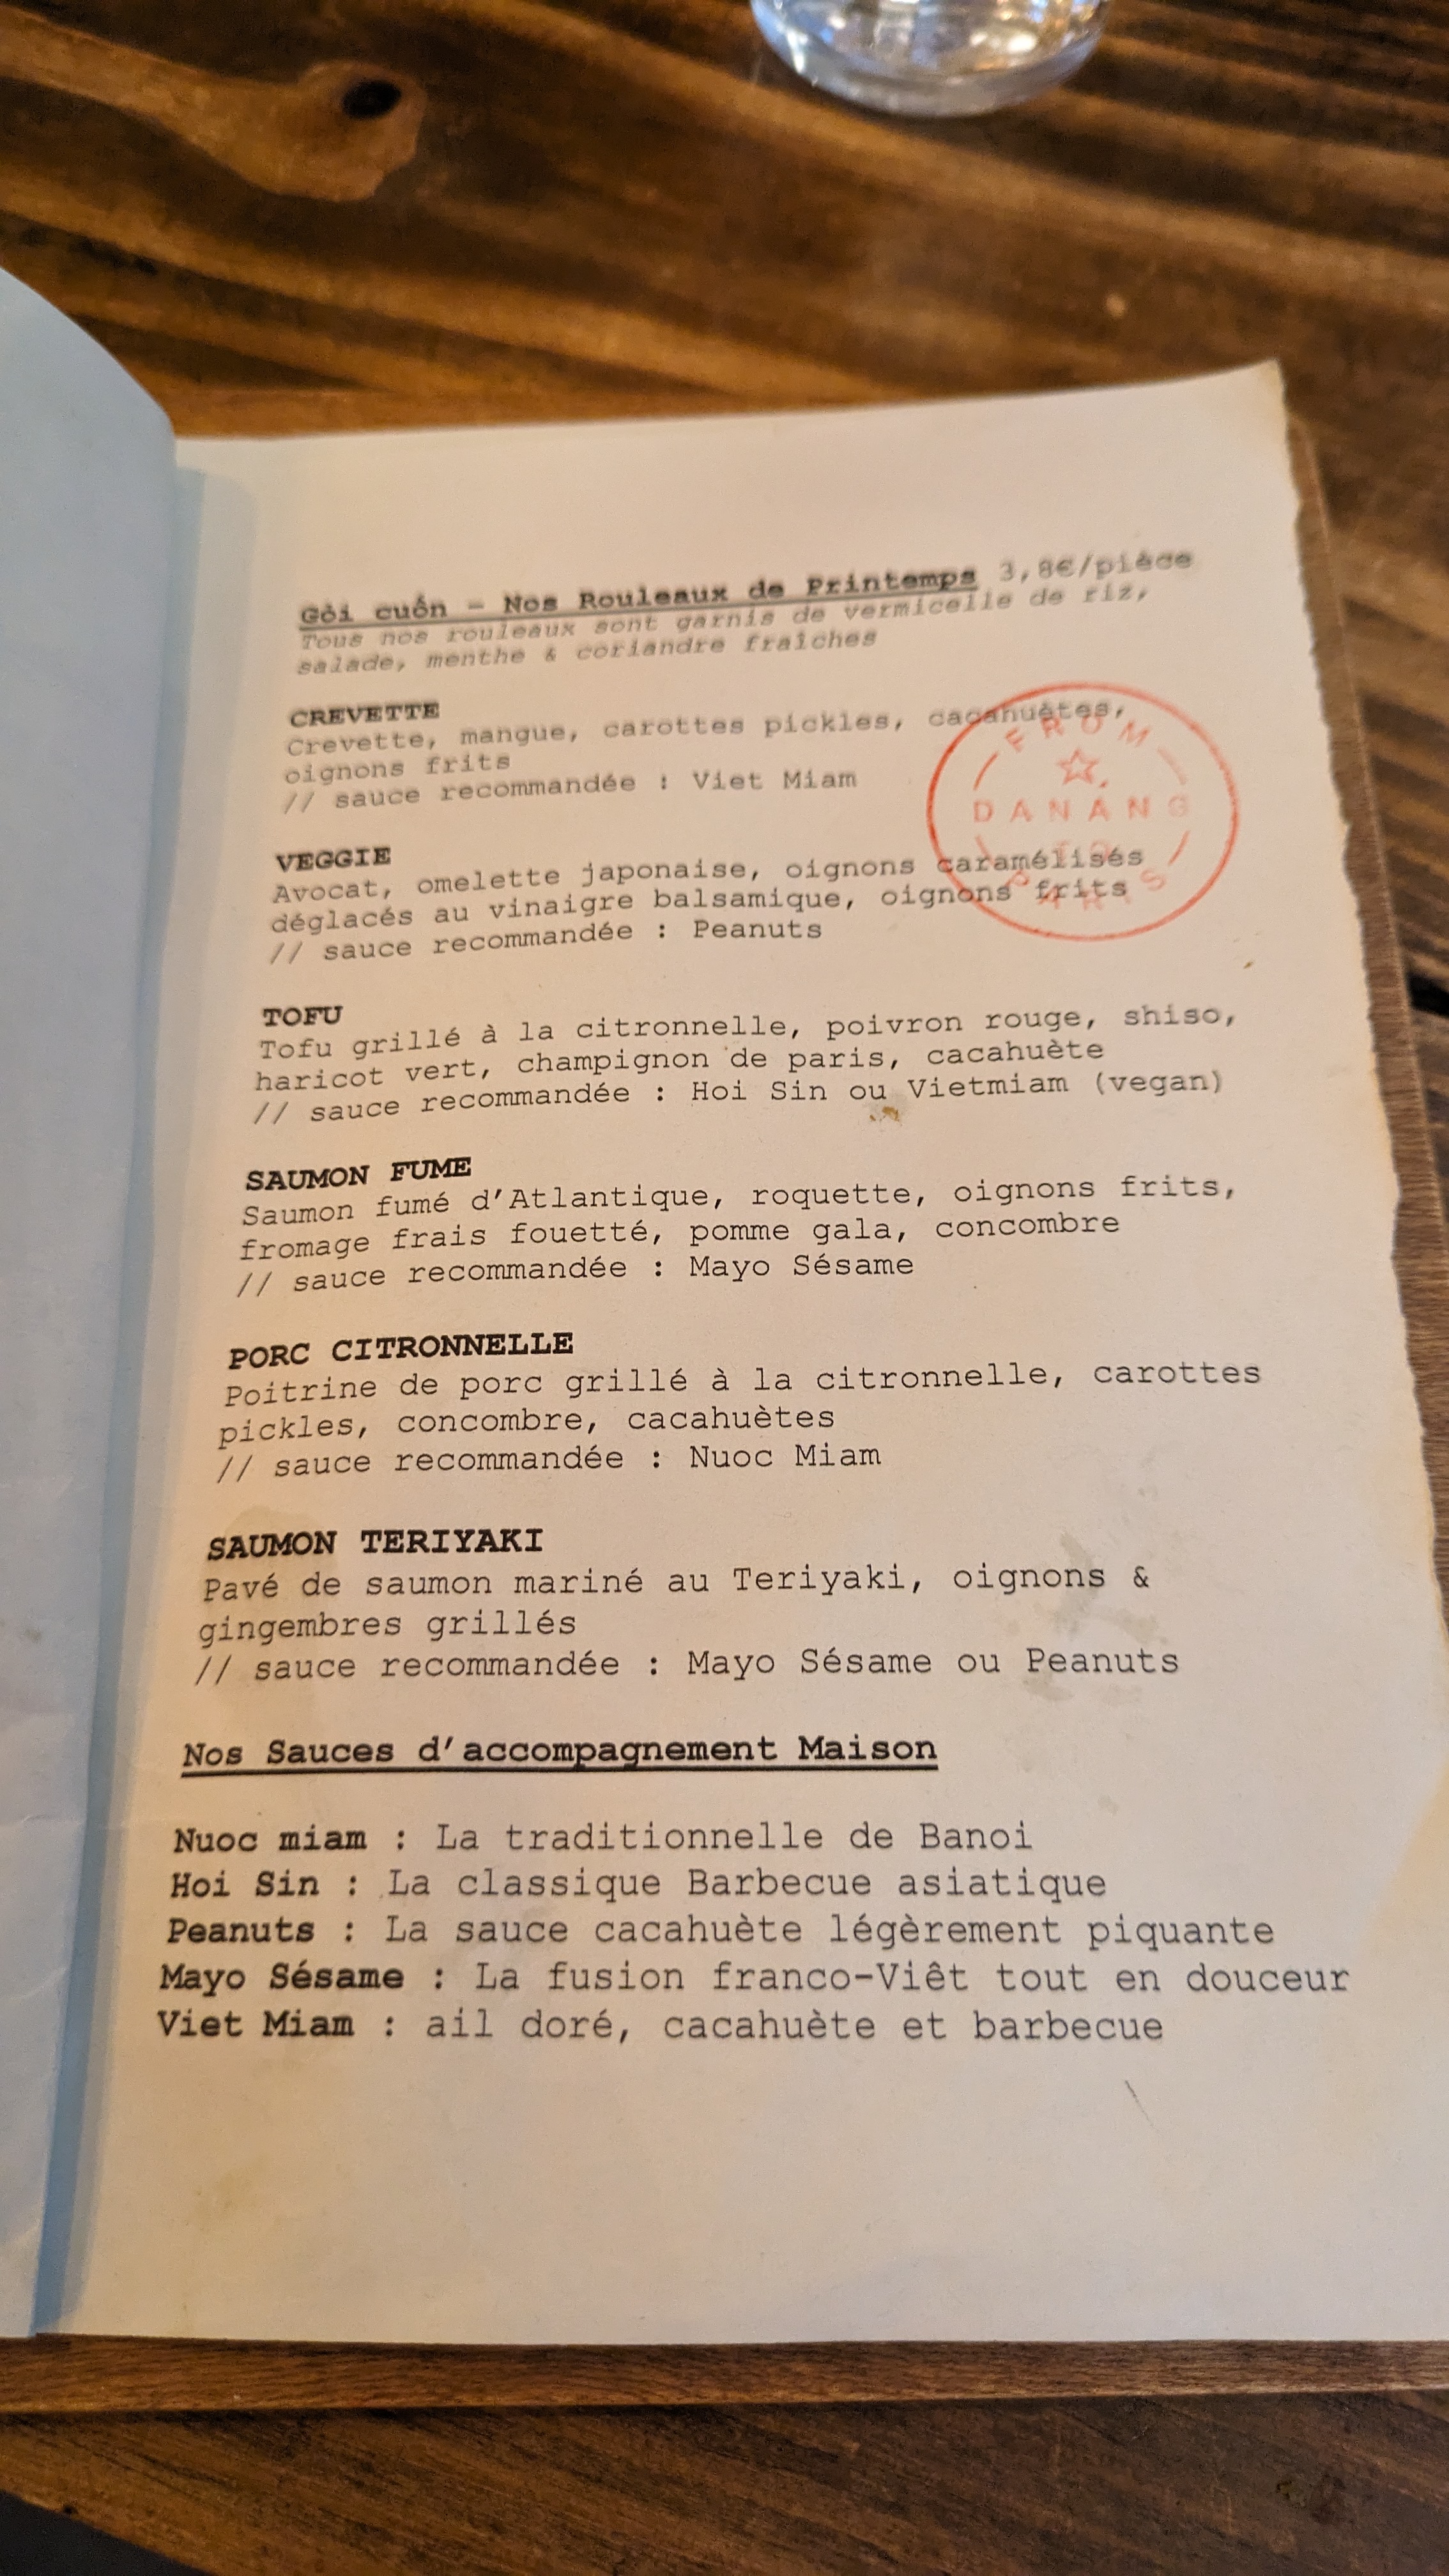 Gỏi cuốn - Nos Rouleaux de Printemps 3,8€/pièce
Tous nos rouleaux sont garnis de vermicelle de riz,
salade, menthe & coriandre fraîches
CREVETTE
Crevette, mangue, carottes pickles, cacahuètes,
oignons frits
// sauce recommandée : Viet Miam
FROM
DANANG
TO
PARIS
VEGGIE
Avocat, omelette japonaise, oignons caramélisés
déglacés au vinaigre balsamique, oignons frits
// sauce recommandée : Peanuts
TOFU
Tofu grillé à la citronnelle, poivron rouge, shiso,
haricot vert, champignon de paris, cacahuète
// sauce recommandée : Hoi Sin ou Vietmiam (vegan)
SAUMON FUME
Saumon fumé d'Atlantique, roquette, oignons frits,
fromage frais fouetté, pomme gala, concombre
// sauce recommandée : Mayo Sésame
PORC CITRONNELLE
Poitrine de porc grillé à la citronnelle, carottes
pickles, concombre, cacahuètes
// sauce recommandée : Nuoc Miam
SAUMON TERIYAKI
Pavé de saumon mariné au Teriyaki, oignons &
gingembres grillés
// sauce recommandée : Mayo Sésame ou Peanuts
Nos Sauces d'accompagnement Maison
Nuoc miam : La traditionnelle de Banoi
Hoi Sin : La classique Barbecue asiatique
Peanuts : La sauce cacahuète légèrement piquante
Mayo Sésame : La fusion franco-Viêt tout en douceur
Viet Miam : ail doré, cacahuète et barbecue